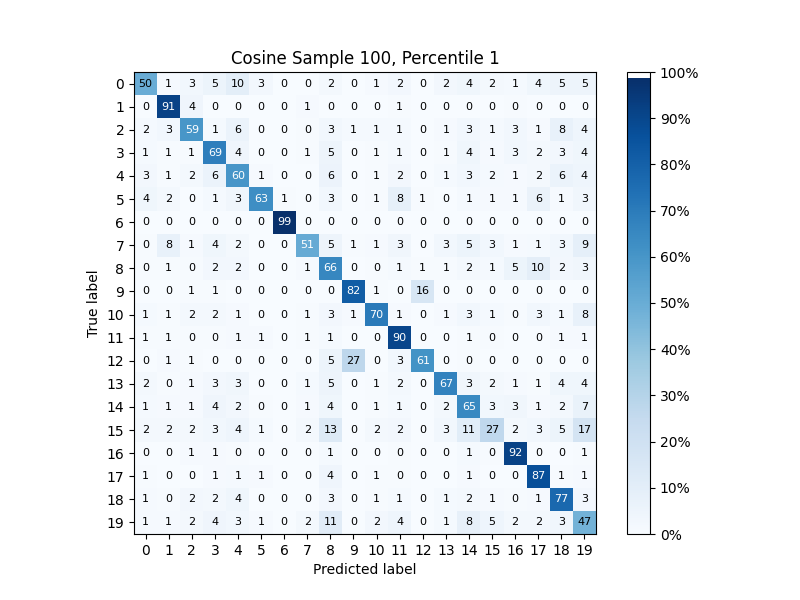 Cosine Sample 100, Percentile 1
0 50 1 3 5 10 3 0 0 2 0 1 2 0 2 4 2 1 4 5 5 100%
1 0 91 4 0 0 0 0 1 0 0 0 1 0 0 0 0 0 0 0 0 90%
2 2 3 59 1 6 0 0 0 3 1 1 1 0 1 3 1 3 1 8 4
3 1 1 1 69 4 0 0 1 5 0 1 1 0 1 4 1 3 2 3 4 80%
4 3 1 2 6 60 1 0 0 6 0 1 2 0 1 3 2 1 2 6 4
5 4 2 0 1 3 63 1 0 3 0 1 8 1 0 1 1 1 6 1 3 70%
6 0 0 0 0 0 0 99 0 0 0 0 0 0 0 0 0 0 0 0 0
7 0 8 1 4 2 0 0 51 5 1 1 3 0 3 5 3 1 1 3 9 60%
8 0 1 0 2 2 0 0 1 66 0 0 1 1 1 2 1 5 10 2 3
9 0 0 1 1 0 0 0 0 0 82 1 0 16 0 0 0 0 0 0 0 50%
10 1 1 2 2 1 0 0 1 3 1 70 1 0 1 3 1 0 3 1 8
11 1 1 0 0 1 1 0 1 1 0 0 90 0 0 1 0 0 0 1 1 40%
12 0 1 1 0 0 0 0 0 5 27 0 3 61 0 0 0 0 0 0 0
13 2 0 1 3 3 0 0 1 5 0 1 2 0 67 3 2 1 1 4 4 30%
14 1 1 1 4 2 0 0 1 4 0 1 1 0 2 65 3 3 1 2 7
15 2 2 2 3 4 1 0 2 13 0 2 2 0 3 11 27 2 3 5 17 20%
16 0 0 1 1 0 0 0 0 1 0 0 0 0 0 1 0 92 0 0 1
17 1 0 0 1 1 1 0 0 4 0 1 0 0 0 1 0 0 87 1 1 10%
18 1 0 2 2 4 0 0 0 3 0 1 1 0 1 2 1 0 1 77 3
19 1 1 2 4 3 1 0 2 11 0 2 4 0 1 8 5 2 2 3 47 0%
0 1 2 3 4 5 6 7 8 9 10 11 12 13 14 15 16 17 18 19
True label
Predicted label